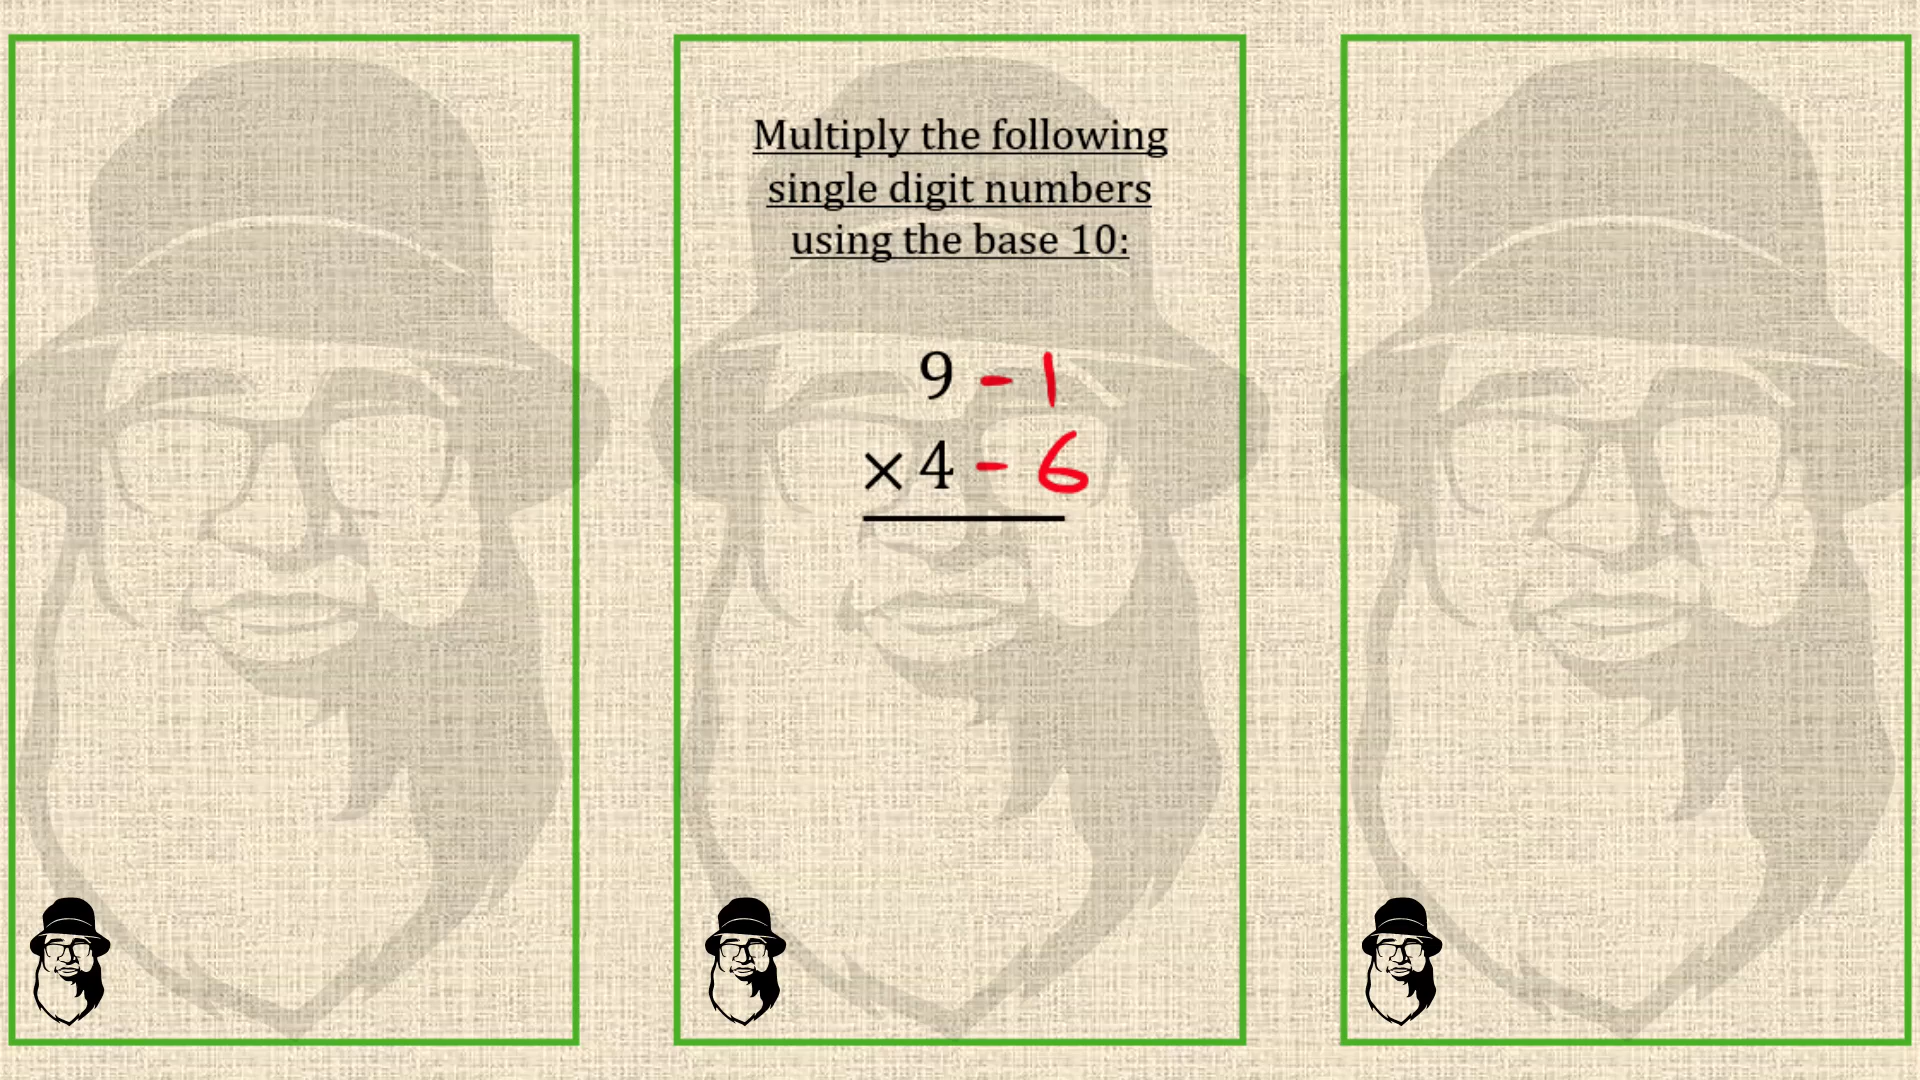 Multiply the following
single digit numbers
using the base 10:
9 - 1
× 4 - 6